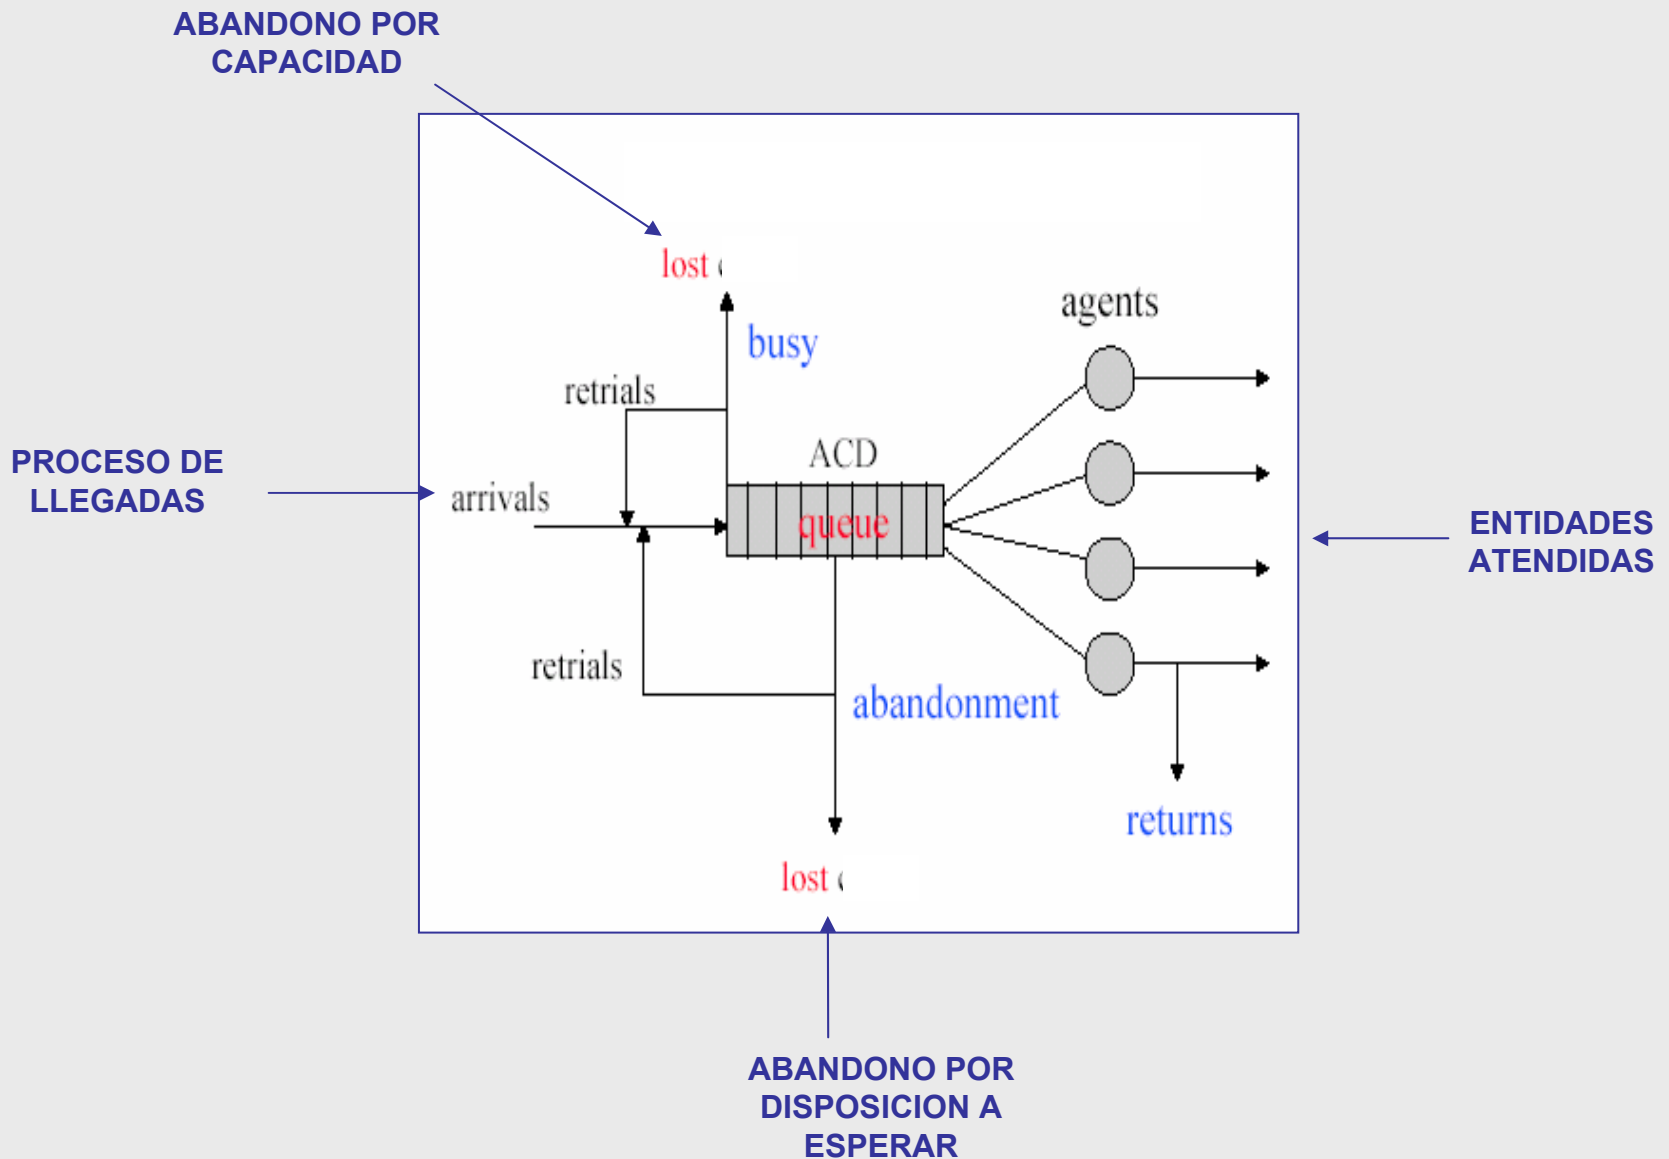 ABANDONO POR
CAPACIDAD
lost
busy
agents
retrials
ACD
PROCESO DE
LLEGADAS
arrivals
queue
ENTIDADES
ATENDIDAS
retrials
abandonment
returns
lost
ABANDONO POR
DISPOSICION A
ESPERAR